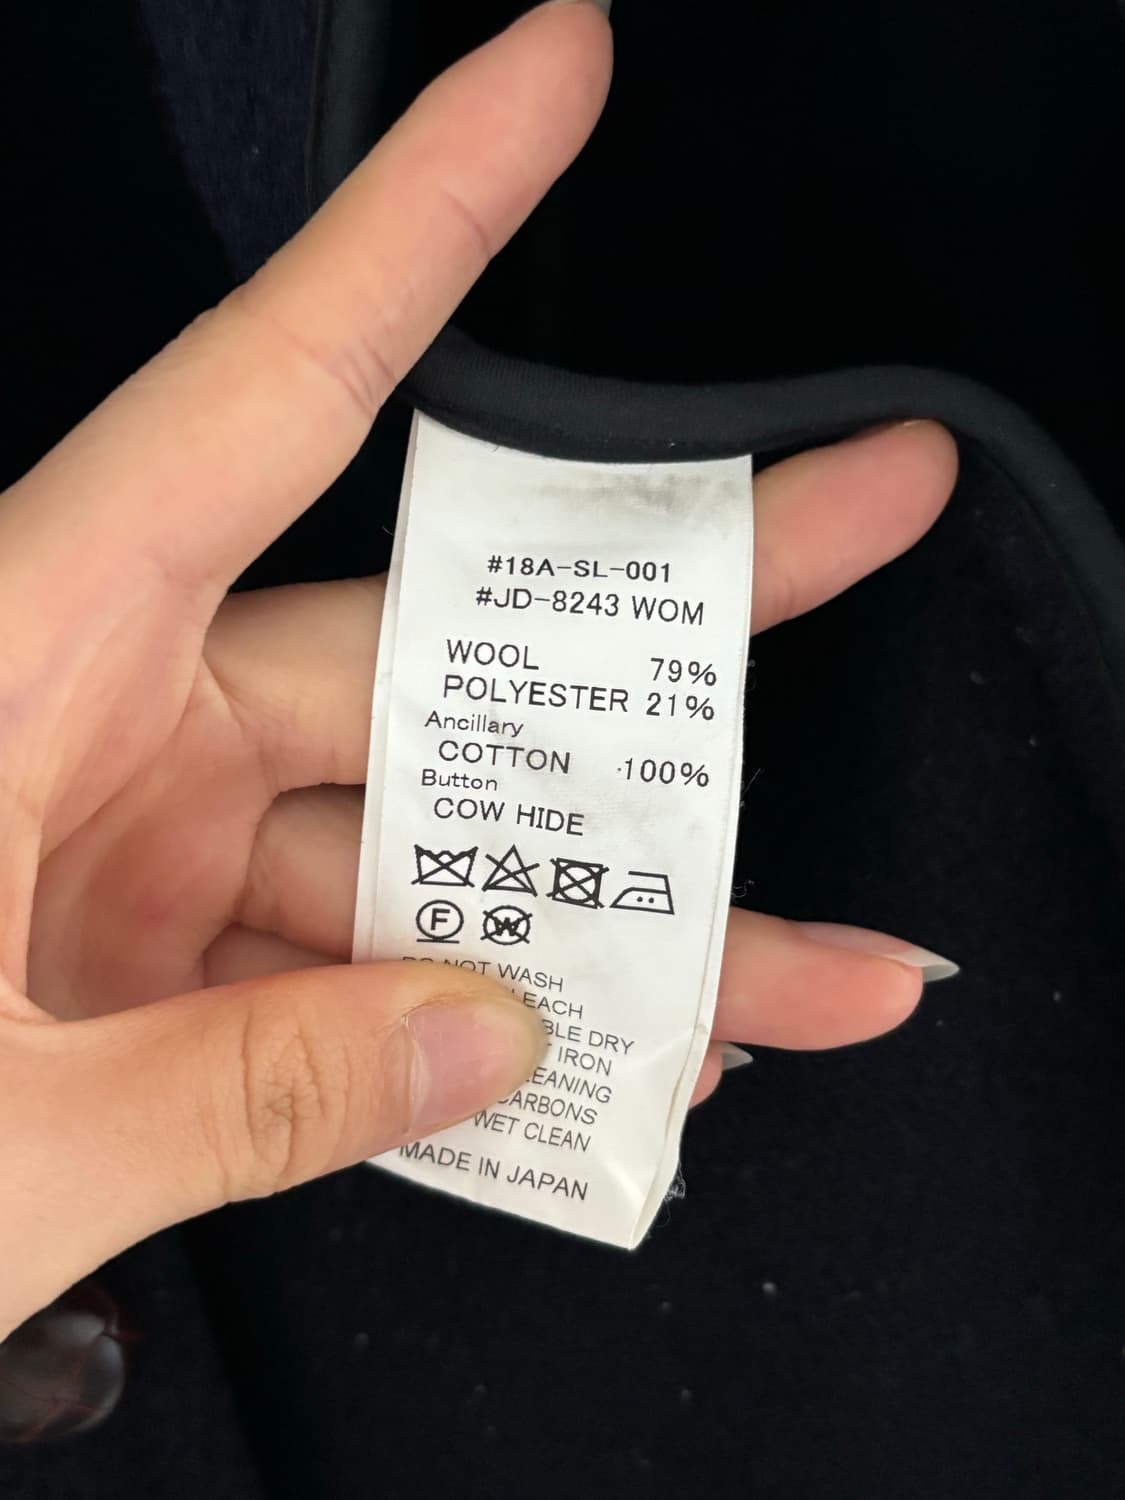 #18A-SL-001
#JD-8243 WOM
WOOL 79%
POLYESTER 21%
Ancillary
COTTON 100%
Button
COW HIDE
F W
NOT WASH
DRY
IRON
WET CLEAN
MADE IN JAPAN